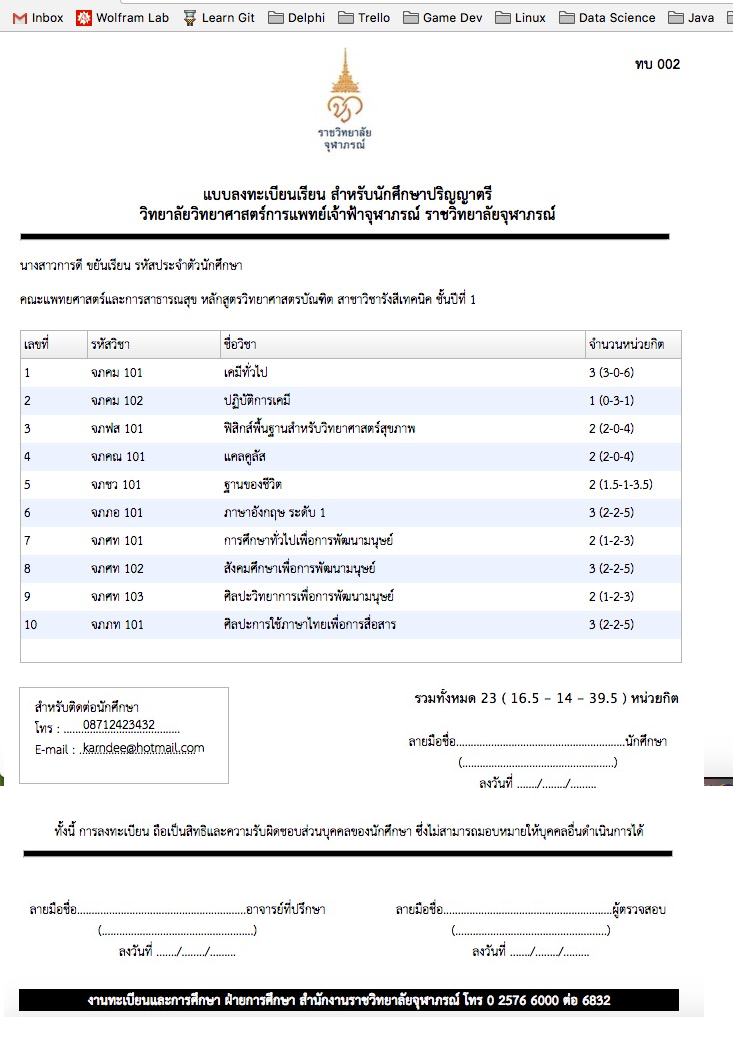 Inbox Wolfram Lab Learn Git Delphi Trello Game Dev Linux Data Science Java
ทบ 002
ราชวิทยาลัย
จุฬาภรณ์
แบบลงทะเบียนเรียน สำหรับนักศึกษาปริญญาตรี
วิทยาลัยวิทยาศาสตร์การแพทย์เจ้าฟ้าจุฬาภรณ์ ราชวิทยาลัยจุฬาภรณ์
นางสาวการดี ขยันเรียน รหัสประจำตัวนักศึกษา
คณะแพทยศาสตร์และการสาธารณสุข หลักสูตรวิทยาศาสตรบัณฑิต สาขาวิชารังสีเทคนิค ชั้นปีที่ 1
เลขที่ รหัสวิชา ชื่อวิชา จำนวนหน่วยกิต
1 จภคม 101 เคมีทั่วไป 3 (3-0-6)
2 จภคม 102 ปฏิบัติการเคมี 1 (0-3-1)
3 จภฟส 101 ฟิสิกส์พื้นฐานสำหรับวิทยาศาสตร์สุขภาพ 2 (2-0-4)
4 จภคณ 101 แคลคูลัส 2 (2-0-4)
5 จภชว 101 ฐานของชีวิต 2 (1.5-1-3.5)
6 จภภอ 101 ภาษาอังกฤษ ระดับ 1 3 (2-2-5)
7 จภศท 101 การศึกษาทั่วไปเพื่อการพัฒนามนุษย์ 2 (1-2-3)
8 จภศท 102 สังคมศึกษาเพื่อการพัฒนามนุษย์ 3 (2-2-5)
9 จภศท 103 ศิลปะวิทยาการเพื่อการพัฒนามนุษย์ 2 (1-2-3)
10 จภภท 101 ศิลปะการใช้ภาษาไทยเพื่อการสื่อสาร 3 (2-2-5)
รวมทั้งหมด 23 ( 16.5 - 14 - 39.5 ) หน่วยกิต
สำหรับติดต่อนักศึกษา
โทร : 08712423432
E-mail : karndee@hotmail.com
ลายมือชื่อ....................................................นักศึกษา
(....................................................)
ลงวันที่ ......./......../.........
ทั้งนี้ การลงทะเบียน ถือเป็นสิทธิและความรับผิดชอบส่วนบุคคลของนักศึกษา ซึ่งไม่สามารถมอบหมายให้บุคคลอื่นดำเนินการได้
ลายมือชื่อ....................................................อาจารย์ที่ปรึกษา ลายมือชื่อ....................................................ผู้ตรวจสอบ
(....................................................) (....................................................)
ลงวันที่ ......./......../......... ลงวันที่ ......./......../.........
งานทะเบียนและการศึกษา ฝ่ายการศึกษา สำนักงานราชวิทยาลัยจุฬาภรณ์ โทร 0 2576 6000 ต่อ 6832